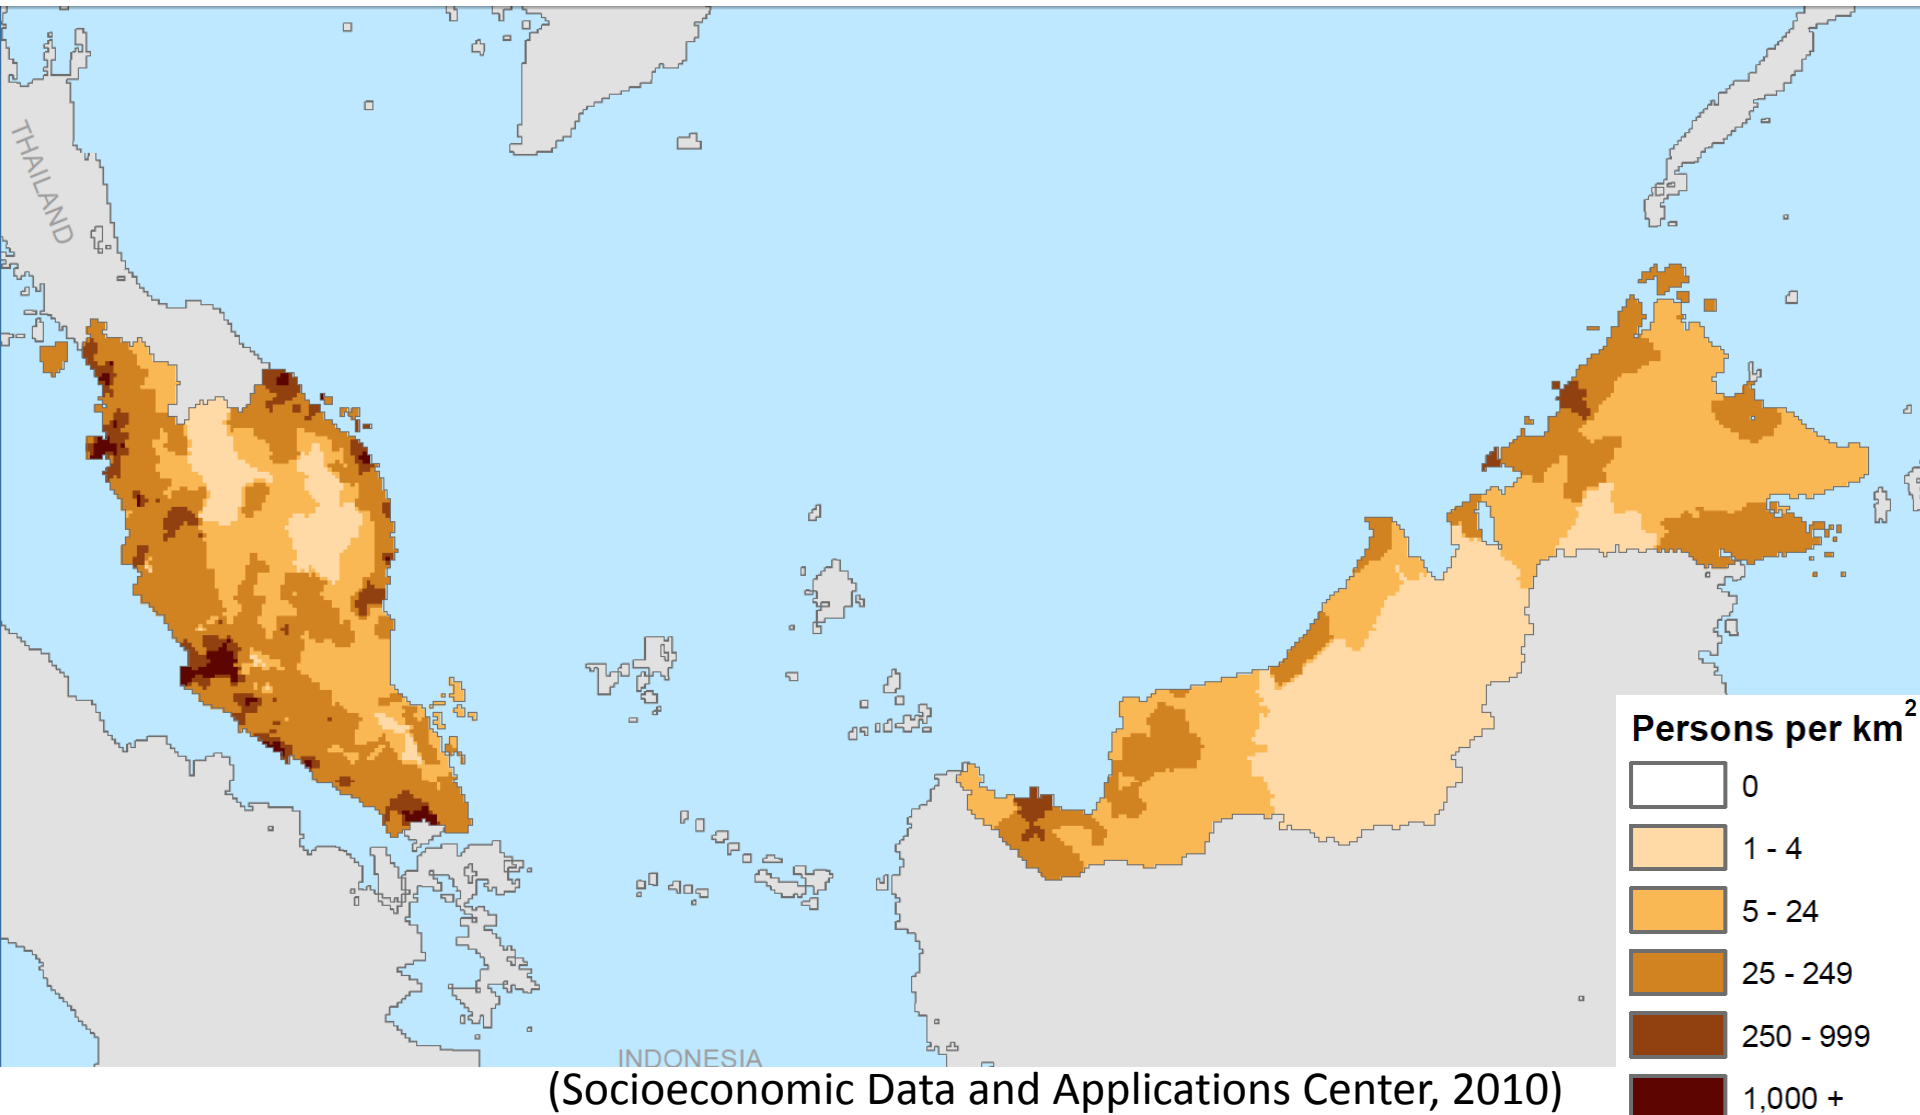 THAILAND
Persons per km²
0
1 - 4
5 - 24
25 - 249
250 - 999
1,000 +
INDONESIA
(Socioeconomic Data and Applications Center, 2010)